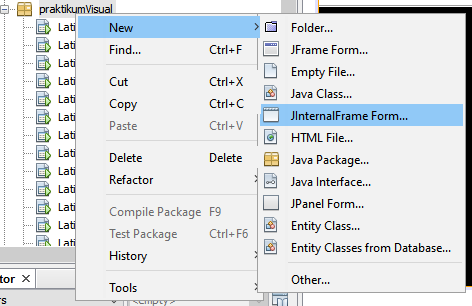 praktikumVisual
Lati
Lati
Lati
Lati
Lati
Lati
Lati
Lati
Lati
Lati
Lati
tor ×
rs
<Empty>
New
Find... Ctrl+F
Cut Ctrl+X
Copy Ctrl+C
Paste Ctrl+V
Delete Delete
Refactor
Compile Package F9
Test Package Ctrl+F6
History
Tools
Folder...
JFrame Form...
Empty File...
Java Class...
JInternalFrame Form...
HTML File...
Java Package...
Java Interface...
JPanel Form...
Entity Class...
Entity Classes from Database...
Other...